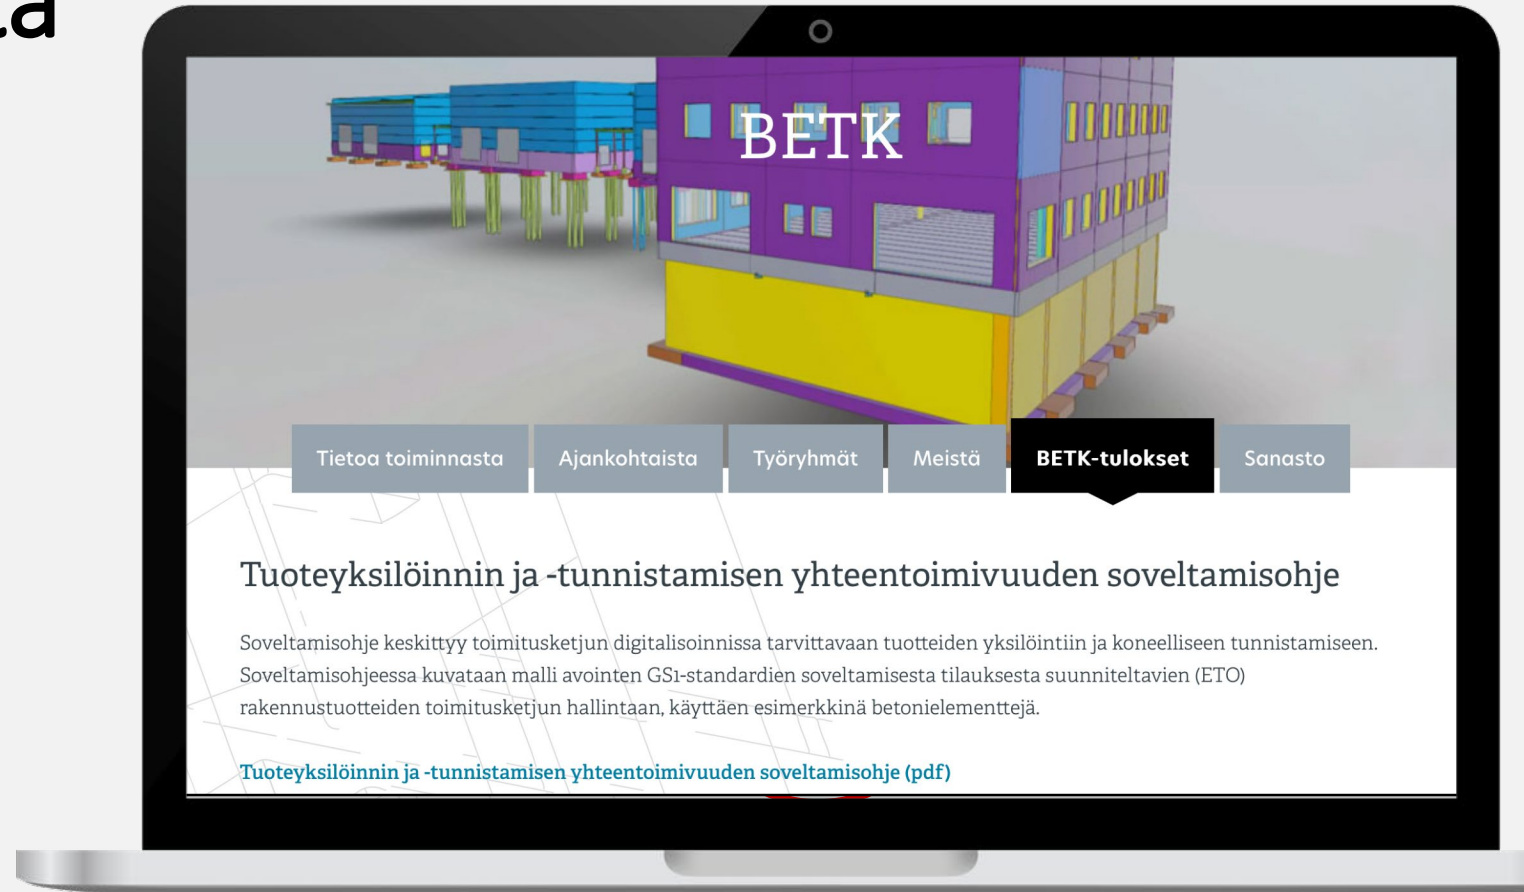 BETK
Tietoa toiminnasta
Ajankohtaista
Työryhmät
Meistä
BETK-tulokset
Sanasto
Tuoteyksilöinnin ja -tunnistamisen yhteentoimivuuden soveltamisohje
Soveltamisohje keskittyy toimitusketjun digitalisoinnissa tarvittavaan tuotteiden yksilöintiin ja koneelliseen tunnistamiseen.
Soveltamisohjeessa kuvataan malli avointen GS1-standardien soveltamisesta tilauksesta suunniteltavien (ETO)
rakennustuotteiden toimitusketjun hallintaan, käyttäen esimerkkinä betonielementtejä.
Tuoteyksilöinnin ja -tunnistamisen yhteentoimivuuden soveltamisohje (pdf)